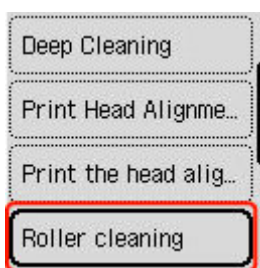 Deep Cleaning
Print Head Alignme...
Print the head alig...
Roller cleaning